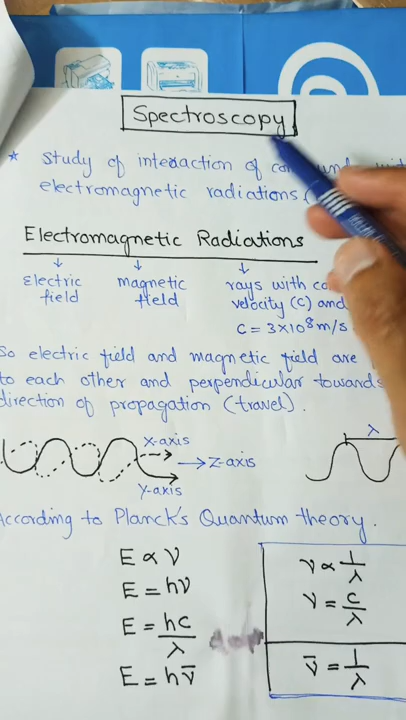 Spectroscopy
* Study of interaction of
electromagnetic radiations
Electromagnetic Radiations
↓ ↓ ↓
Electric field
magnetic field
rays with
velocity (c) and
c = 3×10⁸ m/s
So electric field and magnetic field are
to each other and perpendicular towards
direction of propagation (travel).
X-axis
→ Z-axis
Y-axis
λ
According to Planck's Quantum theory.
E ∝ ν
E = hν
E = hc/λ
E = hν̄
ν ∝ 1/λ
ν = c/λ
ν̄ = 1/λ